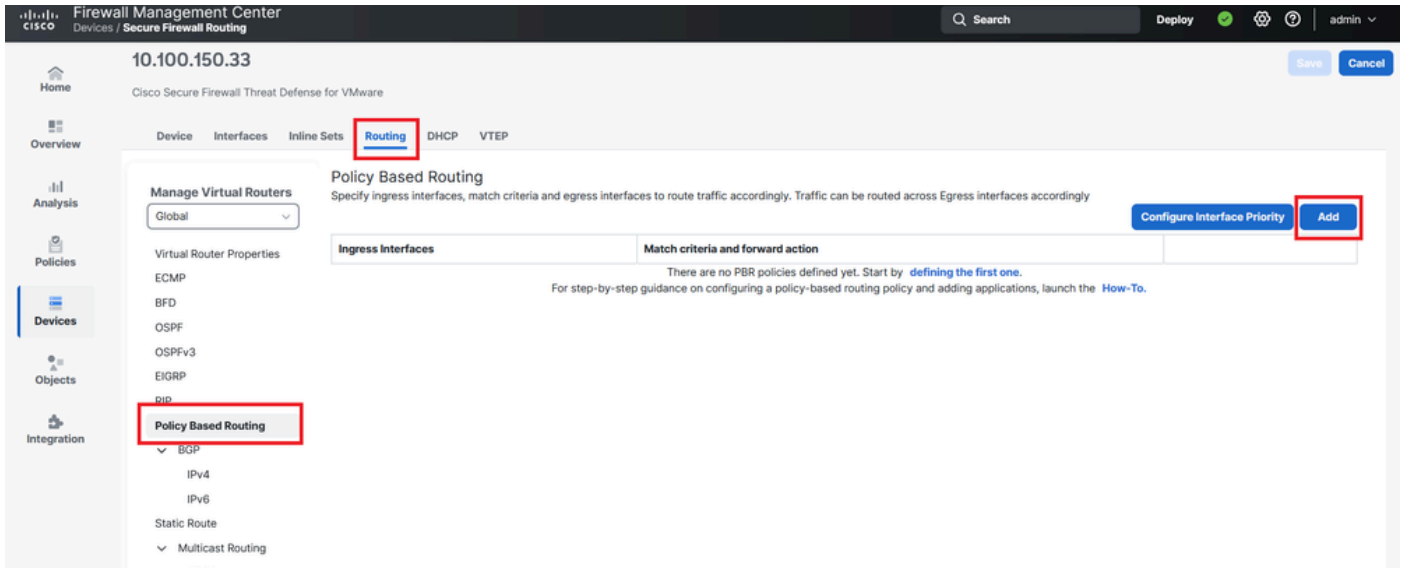 Firewall Management Center
CISCO Devices / Secure Firewall Routing
Search
Deploy
admin
10.100.150.33
Save
Cancel
Cisco Secure Firewall Threat Defense for VMware
Home
Overview
Analysis
Policies
Devices
Objects
Integration
Device Interfaces Inline Sets Routing DHCP VTEP
Manage Virtual Routers
Global
Virtual Router Properties
ECMP
BFD
OSPF
OSPFv3
EIGRP
RIP
Policy Based Routing
BGP
IPv4
IPv6
Static Route
Multicast Routing
Policy Based Routing
Specify ingress interfaces, match criteria and egress interfaces to route traffic accordingly. Traffic can be routed across Egress interfaces accordingly
Configure Interface Priority
Add
Ingress Interfaces
Match criteria and forward action
There are no PBR policies defined yet. Start by defining the first one.
For step-by-step guidance on configuring a policy-based routing policy and adding applications, launch the How-To.